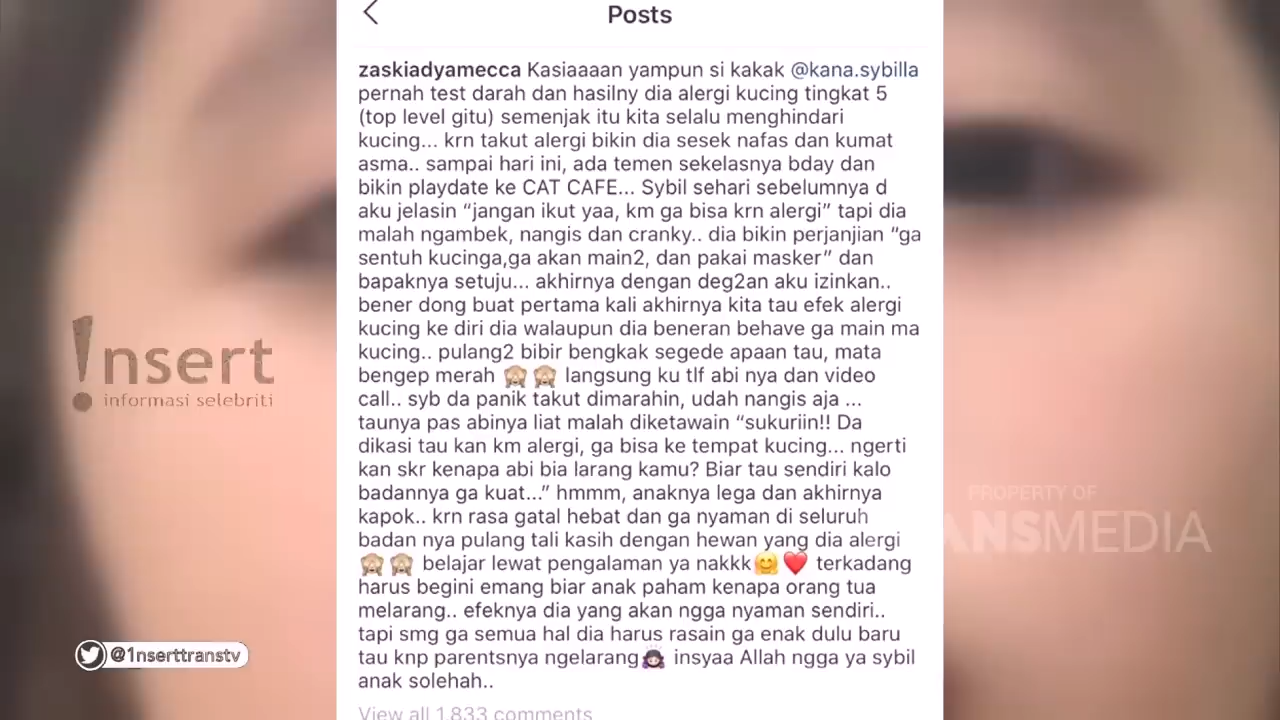 Posts
zaskiadyamecca Kasiaaaan yampun si kakak @kana.sybilla
pernah test darah dan hasilny dia alergi kucing tingkat 5
(top level gitu) semenjak itu kita selalu menghindari
kucing... krn takut alergi bikin dia sesek nafas dan kumat
asma.. sampai hari ini, ada temen sekelasnya bday dan
bikin playdate ke CAT CAFE... Sybil sehari sebelumnya d
aku jelasin “jangan ikut yaa, km ga bisa krn alergi” tapi dia
malah ngambek, nangis dan cranky.. dia bikin perjanjian “ga
sentuh kucinga,ga akan main2, dan pakai masker” dan
bapaknya setuju... akhirnya dengan deg2an aku izinkan..
bener dong buat pertama kali akhirnya kita tau efek alergi
kucing ke diri dia walaupun dia beneran behave ga main ma
kucing.. pulang2 bibir bengkak segede apaan tau, mata
bengep merah 🙈 🙈 langsung ku tlf abi nya dan video
call.. syb da panik takut dimarahin, udah nangis aja ...
taunya pas abinya liat malah diketawain “sukuriin!! Da
dikasi tau kan km alergi, ga bisa ke tempat kucing... ngerti
kan skr kenapa abi bia larang kamu? Biar tau sendiri kalo
badannya ga kuat...” hmmm, anaknya lega dan akhirnya
kapok.. krn rasa gatal hebat dan ga nyaman di seluruh
badan nya pulang tali kasih dengan hewan yang dia alergi
🙈 🙈 belajar lewat pengalaman ya nakkk🤗 ❤️ terkadang
harus begini emang biar anak paham kenapa orang tua
melarang.. efeknya dia yang akan ngga nyaman sendiri..
tapi smg ga semua hal dia harus rasain ga enak dulu baru
tau knp parentsnya ngelarang🙇‍♀️ insyaa Allah ngga ya sybil
anak solehah..
View all 1,833 comments
!nsert
informasi selebriti
@1nserttranstv
PROPERTY OF
TRANSMEDIA